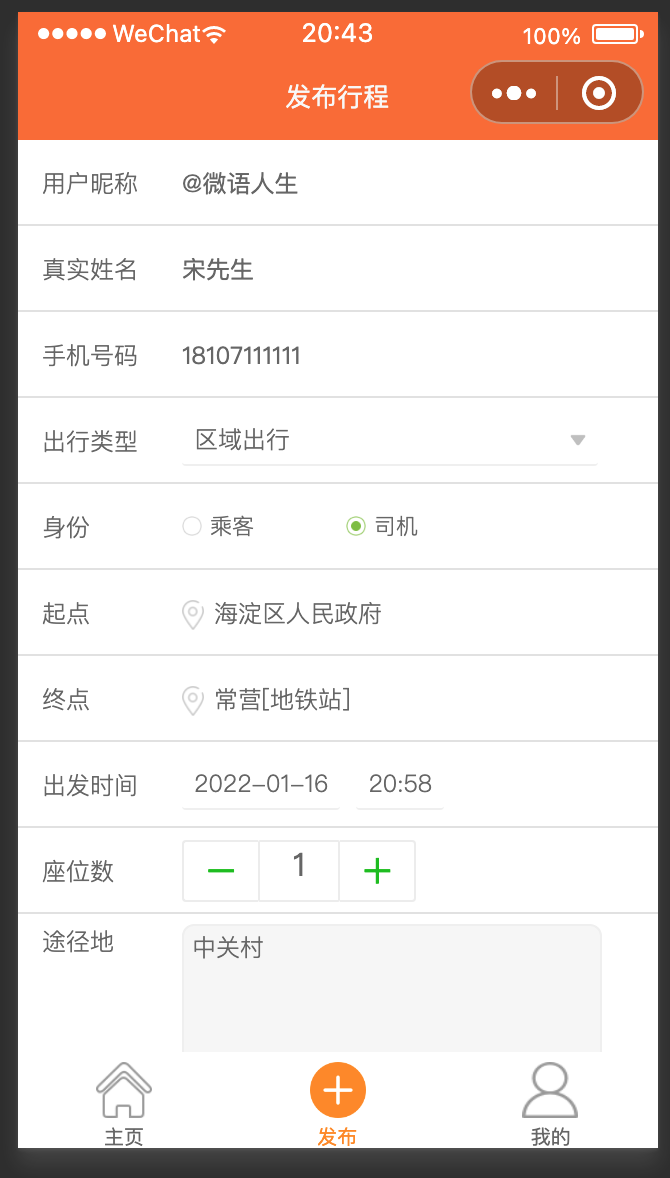 WeChat 20:43 100%
发布行程
用户昵称 @微语人生
真实姓名 宋先生
手机号码 18107111111
出行类型 区域出行
身份 乘客 司机
起点 海淀区人民政府
终点 常营[地铁站]
出发时间 2022-01-16 20:58
座位数 1
途径地 中关村
主页 发布 我的